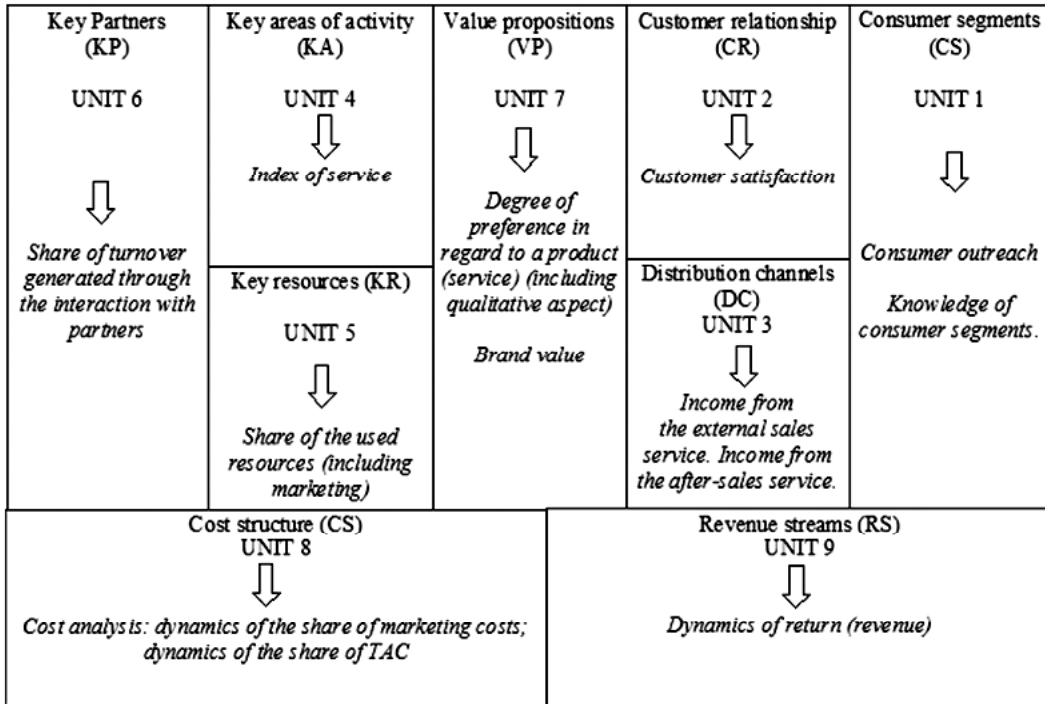 Key Partners
(KP)
UNIT 6
Share of turnover
generated through
the interaction with
partners
Key areas of activity
(KA)
UNIT 4
Index of service
Key resources (KR)
UNIT 5
Share of the used
resources (including
marketing)
Value propositions
(VP)
UNIT 7
Degree of
preference in
regard to a product
(service) (including
qualitative aspect)
Brand value
Customer relationship
(CR)
UNIT 2
Customer satisfaction
Distribution channels
(DC)
UNIT 3
Income from
the external sales
service. Income from
the after-sales service.
Consumer segments
(CS)
UNIT 1
Consumer outreach
Knowledge of
consumer segments.
Cost structure (CS)
UNIT 8
Cost analysis: dynamics of the share of marketing costs;
dynamics of the share of TAC
Revenue streams (RS)
UNIT 9
Dynamics of return (revenue)